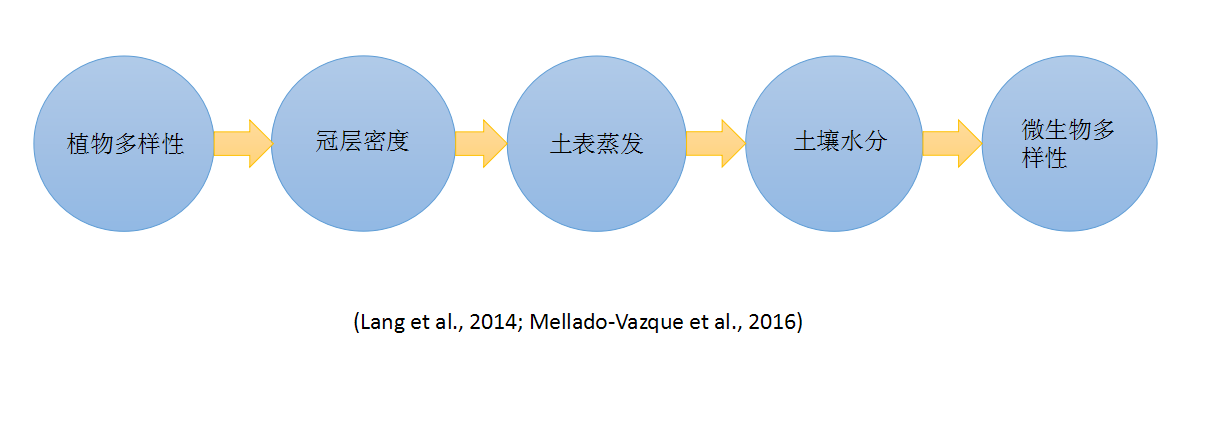 植物多样性
冠层密度
土表蒸发
土壤水分
微生物多
样性
(Lang et al., 2014; Mellado-Vazque et al., 2016)